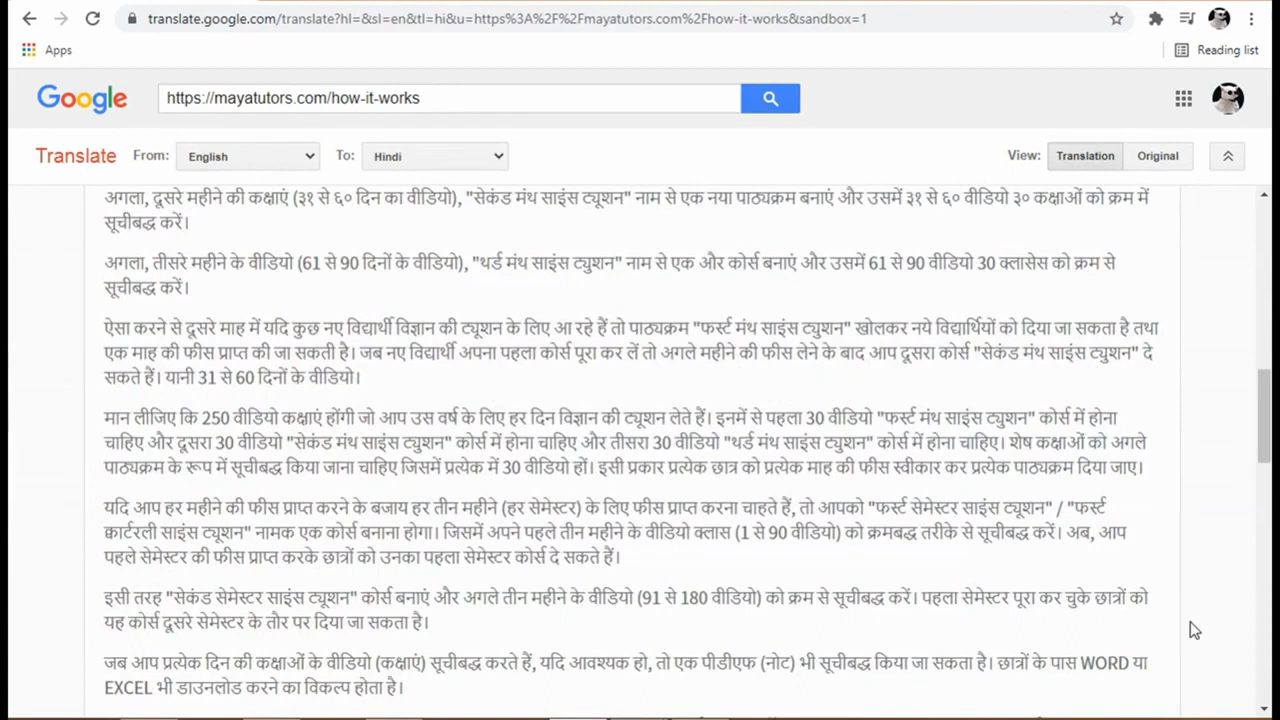 translate.google.com/translate?hl=&sl=en&tl=hi&u=https%3A%2F%2Fmayatutors.com%2Fhow-it-works&sandbox=1
Apps
Reading list
Google
https://mayatutors.com/how-it-works
Translate
From:
English
To:
Hindi
View:
Translation
Original
अगला, दूसरे महीने की कक्षाएं (३१ से ६० दिन का वीडियो), "सेकंड मंथ साइंस ट्यूशन" नाम से एक नया पाठ्यक्रम बनाएं और उसमें ३१ से ६० वीडियो ३० कक्षाओं को क्रम में
सूचीबद्ध करें।
अगला, तीसरे महीने के वीडियो (61 से 90 दिनों के वीडियो), "थर्ड मंथ साइंस ट्युशन" नाम से एक और कोर्स बनाएं और उसमें 61 से 90 वीडियो 30 क्लासेस को क्रम से
सूचीबद्ध करें।
ऐसा करने से दूसरे माह में यदि कुछ नए विद्यार्थी विज्ञान की ट्यूशन के लिए आ रहे हैं तो पाठ्यक्रम "फर्स्ट मंथ साइंस ट्युशन" खोलकर नये विद्यार्थियों को दिया जा सकता है तथा
एक माह की फीस प्राप्त की जा सकती है। जब नए विद्यार्थी अपना पहला कोर्स पूरा कर लें तो अगले महीने की फीस लेने के बाद आप दूसरा कोर्स "सेकंड मंथ साइंस ट्युशन" दे
सकते हैं। यानी 31 से 60 दिनों के वीडियो।
मान लीजिए कि 250 वीडियो कक्षाएं होंगी जो आप उस वर्ष के लिए हर दिन विज्ञान की ट्यूशन लेते हैं। इनमें से पहला 30 वीडियो "फर्स्ट मंथ साइंस ट्युशन" कोर्स में होना
चाहिए और दूसरा 30 वीडियो "सेकंड मंथ साइंस ट्युशन" कोर्स में होना चाहिए और तीसरा 30 वीडियो "थर्ड मंथ साइंस ट्युशन" कोर्स में होना चाहिए। शेष कक्षाओं को अगले
पाठ्यक्रम के रूप में सूचीबद्ध किया जाना चाहिए जिसमें प्रत्येक में 30 वीडियो हों। इसी प्रकार प्रत्येक छात्र को प्रत्येक माह की फीस स्वीकार कर प्रत्येक पाठ्यक्रम दिया जाए।
यदि आप हर महीने की फीस प्राप्त करने के बजाय हर तीन महीने (हर सेमेस्टर) के लिए फीस प्राप्त करना चाहते हैं, तो आपको "फर्स्ट सेमेस्टर साइंस ट्यूशन" / "फर्स्ट
क्वार्टरली साइंस ट्यूशन" नामक एक कोर्स बनाना होगा। जिसमें अपने पहले तीन महीने के वीडियो क्लास (1 से 90 वीडियो) को क्रमबद्ध तरीके से सूचीबद्ध करें। अब, आप
पहले सेमेस्टर की फीस प्राप्त करके छात्रों को उनका पहला सेमेस्टर कोर्स दे सकते हैं।
इसी तरह "सेकंड सेमेस्टर साइंस ट्यूशन" कोर्स बनाएं और अगले तीन महीने के वीडियो (91 से 180 वीडियो) को क्रम से सूचीबद्ध करें। पहला सेमेस्टर पूरा कर चुके छात्रों को
यह कोर्स दूसरे सेमेस्टर के तौर पर दिया जा सकता है।
जब आप प्रत्येक दिन की कक्षाओं के वीडियो (कक्षाएं) सूचीबद्ध करते हैं, यदि आवश्यक हो, तो एक पीडीएफ (नोट) भी सूचीबद्ध किया जा सकता है। छात्रों के पास WORD या
EXCEL भी डाउनलोड करने का विकल्प होता है।